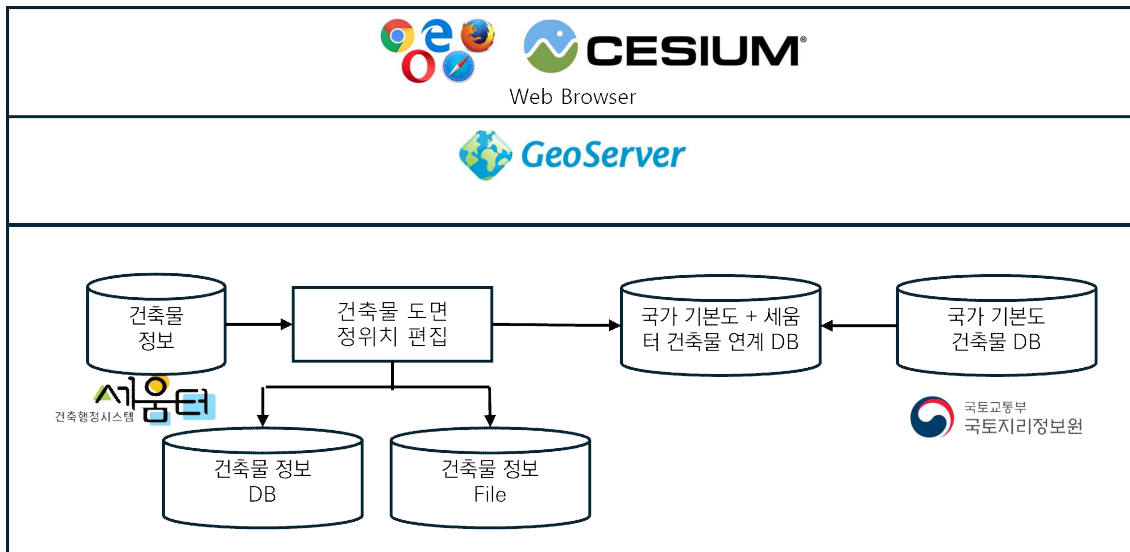 CESIUM®
Web Browser
GeoServer
건축물
정보
건축물 도면
정위치 편집
국가 기본도 + 세움
터 건축물 연계 DB
국가 기본도
건축물 DB
세움터
건축행정시스템
국토교통부
국토지리정보원
건축물 정보
DB
건축물 정보
File